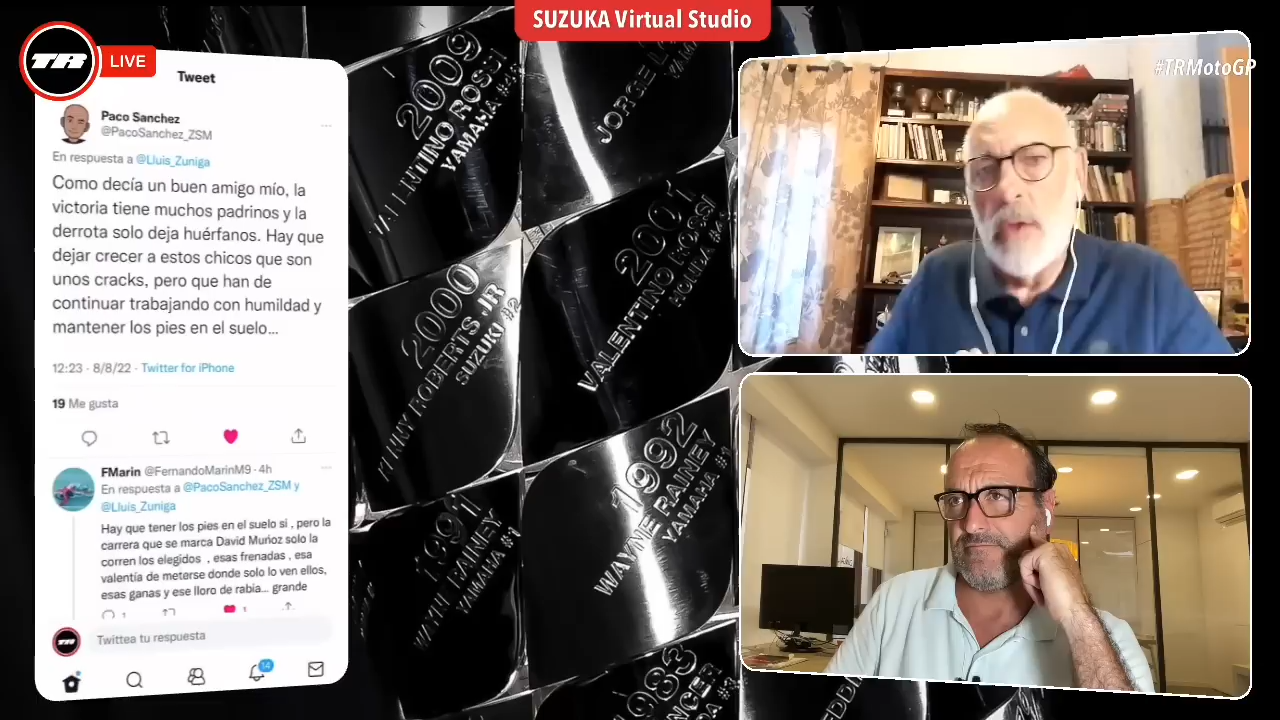 SUZUKA Virtual Studio
TR
LIVE
#TRMotoGP
Tweet
Paco Sanchez
@PacoSanchez_ZSM
En respuesta a @Lluis_Zuniga
Como decía un buen amigo mío, la
victoria tiene muchos padrinos y la
derrota solo deja huérfanos. Hay que
dejar crecer a estos chicos que son
unos cracks, pero que han de
continuar trabajando con humildad y
mantener los pies en el suelo...
12:23 · 8/8/22 · Twitter for iPhone
19 Me gusta
FMarin @FernandoMarinM9 · 4h
En respuesta a @PacoSanchez_ZSM y
@Lluis_Zuniga
Hay que tener los pies en el suelo si , pero la
carrera que se marca David Muñoz solo la
corren los elegidos , esas frenadas , esa
valentía de meterse donde solo lo ven ellos,
esas ganas y ese lloro de rabia... grande
TR
Twittea tu respuesta
14
2009
VALENTINO ROSSI
YAMAHA
JORGE
2000
KENNY ROBERTS JR
SUZUKI #2
2001
VALENTINO ROSSI
HONDA
1991
WAYNE RAINEY
YAMAHA #1
1992
WAYNE RAINEY
YAMAHA #1
1983